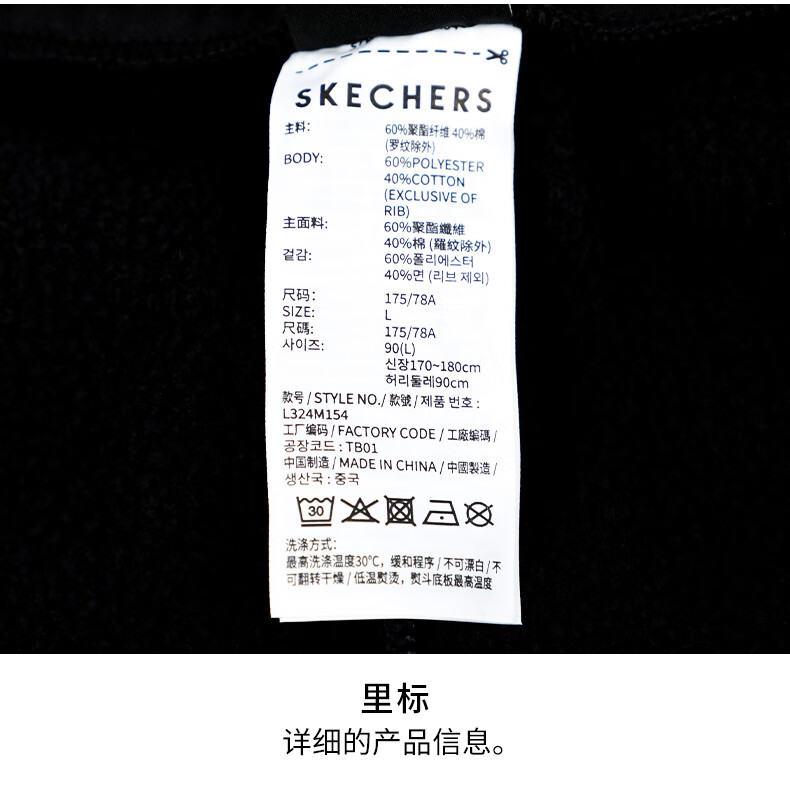 SKECHERS
主料: 60%聚酯纤维 40%棉
(罗纹除外)
BODY: 60%POLYESTER
40%COTTON
(EXCLUSIVE OF
RIB)
主面料: 60%聚酯纖維
40%棉 (羅紋除外)
겉감: 60%폴리에스터
40%면 (리브 제외)
尺码: 175/78A
SIZE: L
尺碼: 175/78A
사이즈: 90(L)
신장170~180cm
허리둘레90cm
款号 / STYLE NO./ 款號 / 제품 번호 :
L324M154
工厂编码 / FACTORY CODE / 工廠編碼 /
공장코드 : TB01
中国制造 / MADE IN CHINA / 中國製造 /
생산국 : 중국
30
洗涤方式:
最高洗涤温度30°C, 缓和程序 / 不可漂白 / 不
可翻转干燥 / 低温熨烫, 熨斗底板最高温度
里标
详细的产品信息。